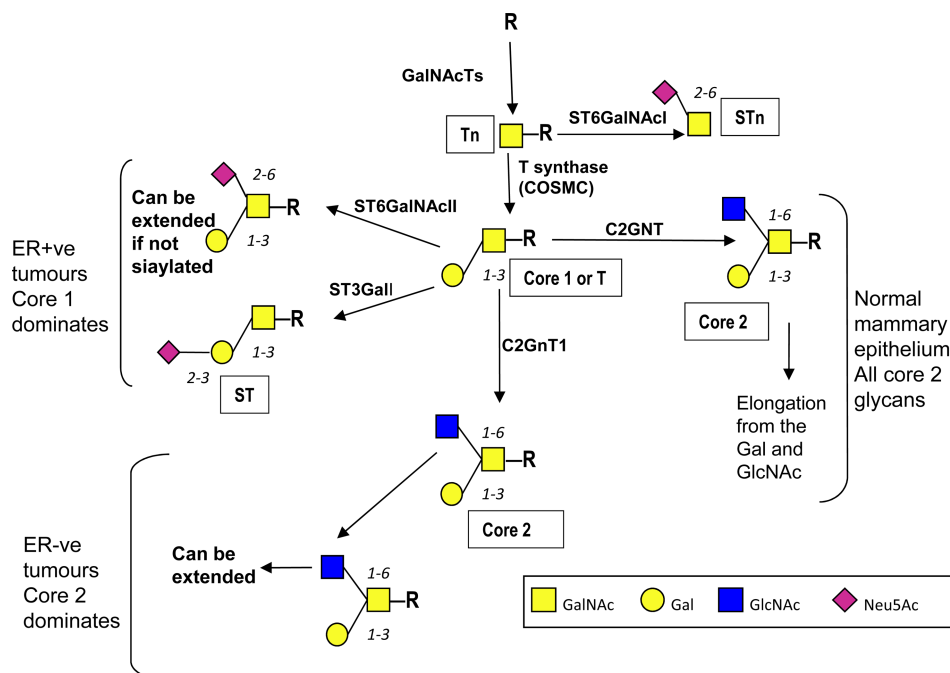 R
GalNAcTs
Tn
R
ST6GalNAcI
2-6
STn
T synthase
(COSMC)
ER+ve
tumours
Core 1
dominates
Can be
extended
if not
siaylated
2-6
1-3
R
ST6GalNAcII
R
1-3
Core 1 or T
C2GNT
1-6
R
1-3
Core 2
Normal
mammary
epithelium
All core 2
glycans
Elongation
from the
Gal and
GlcNAc
ST3GalI
R
1-3
2-3
ST
C2GnT1
1-6
R
1-3
Core 2
ER-ve
tumours
Core 2
dominates
Can be
extended
1-6
R
1-3
GalNAc
Gal
GlcNAc
Neu5Ac